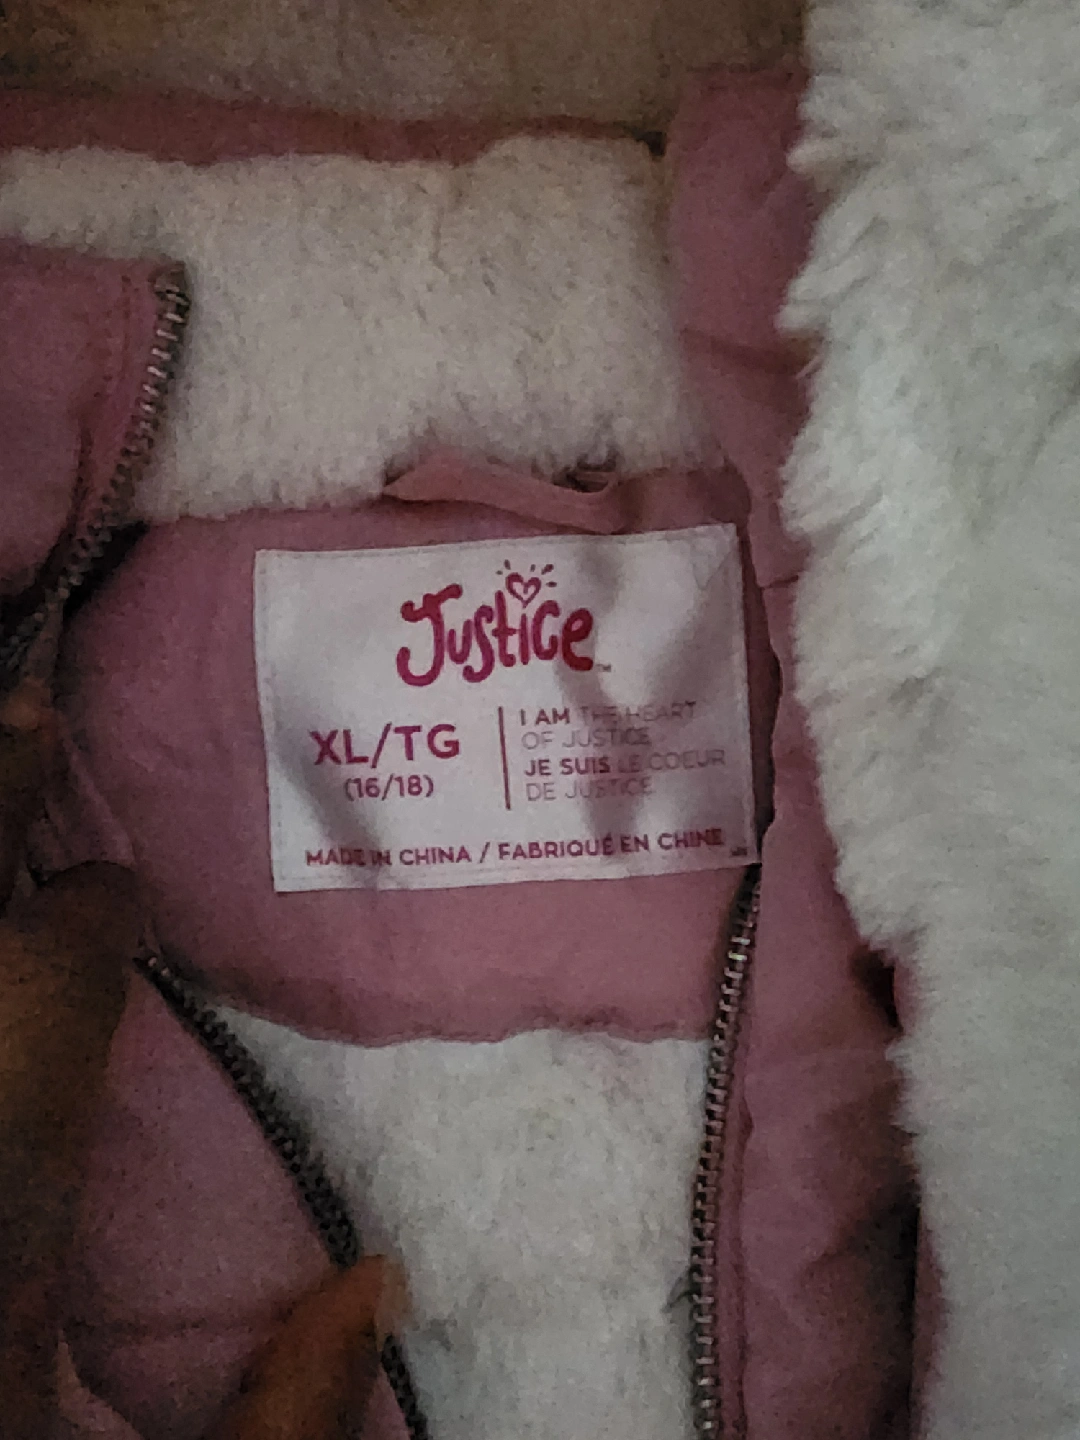 Justice™
XL/TG
(16/18)
I AM THE HEART
OF JUSTICE
JE SUIS LE COEUR
DE JUSTICE
MADE IN CHINA / FABRIQUÉ EN CHINE